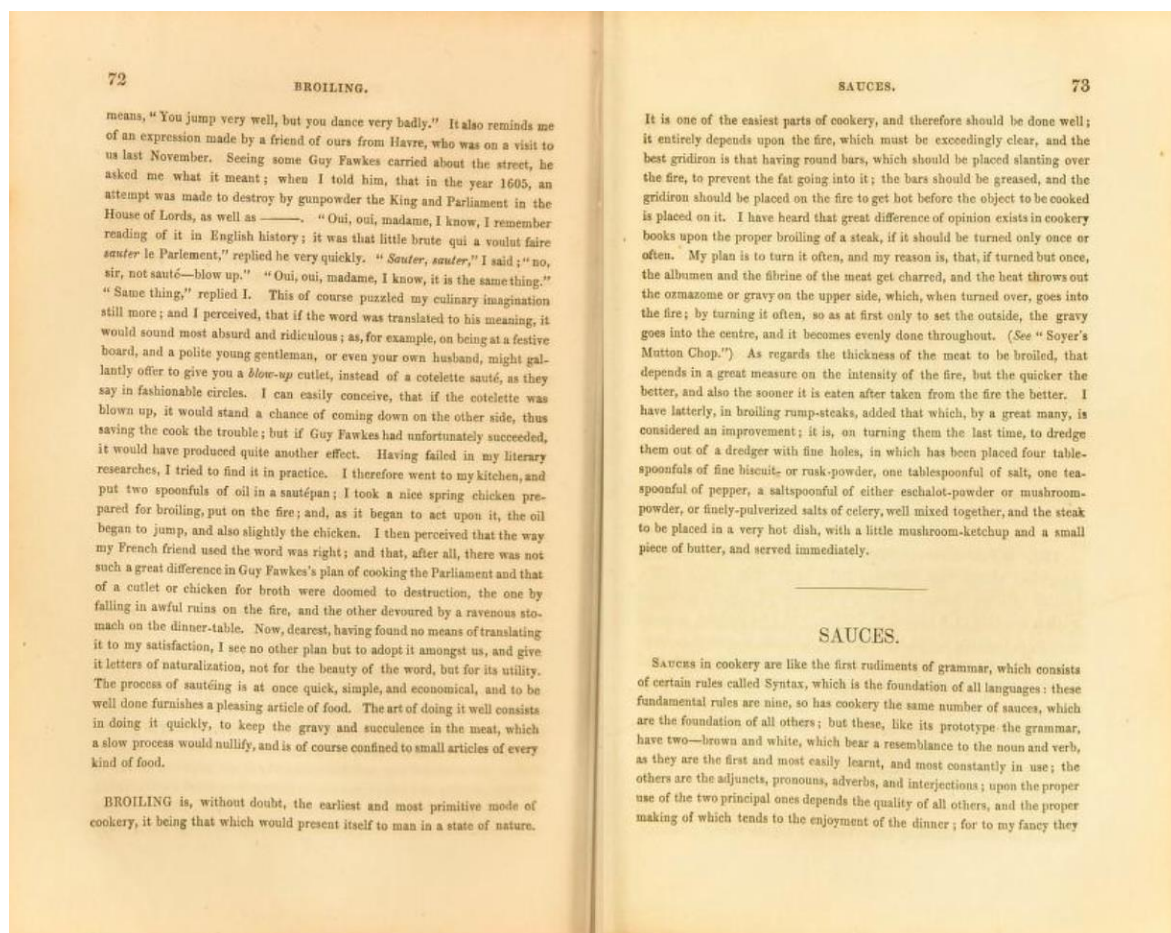 72
BROILING.
means, “You jump very well, but you dance very badly.” It also reminds me
of an expression made by a friend of ours from Havre, who was on a visit to
us last November. Seeing some Guy Fawkes carried about the street, he
asked me what it meant; when I told him, that in the year 1605, an
attempt was made to destroy by gunpowder the King and Parliament in the
House of Lords, as well as ———. “Oui, oui, madame, I know, I remember
reading of it in English history; it was that little brute qui a voulut faire
sauter le Parlement,” replied he very quickly. “Sauter, sauter,” I said; “no,
sir, not sauté—blow up.” “Oui, oui, madame, I know, it is the same thing.”
“Same thing,” replied I. This of course puzzled my culinary imagination
still more; and I perceived, that if the word was translated to his meaning, it
would sound most absurd and ridiculous; as, for example, on being at a festive
board, and a polite young gentleman, or even your own husband, might gal-
lantly offer to give you a blow-up cutlet, instead of a cotelette sauté, as they
say in fashionable circles. I can easily conceive, that if the cotelette was
blown up, it would stand a chance of coming down on the other side, thus
saving the cook the trouble; but if Guy Fawkes had unfortunately succeeded,
it would have produced quite another effect. Having failed in my literary
researches, I tried to find it in practice. I therefore went to my kitchen, and
put two spoonfuls of oil in a sautépan; I took a nice spring chicken pre-
pared for broiling, put on the fire; and, as it began to act upon it, the oil
began to jump, and also slightly the chicken. I then perceived that the way
my French friend used the word was right; and that, after all, there was not
such a great difference in Guy Fawkes’s plan of cooking the Parliament and that
of a cutlet or chicken for broth were doomed to destruction, the one by
falling in awful ruins on the fire, and the other devoured by a ravenous sto-
mach on the dinner-table. Now, dearest, having found no means of translating
it to my satisfaction, I see no other plan but to adopt it amongst us, and give
it letters of naturalization, not for the beauty of the word, but for its utility.
The process of sautéing is at once quick, simple, and economical, and to be
well done furnishes a pleasing article of food. The art of doing it well consists
in doing it quickly, to keep the gravy and succulence in the meat, which
a slow process would nullify, and is of course confined to small articles of every
kind of food.
BROILING is, without doubt, the earliest and most primitive mode of
cookery, it being that which would present itself to man in a state of nature.
SAUCES.
73
It is one of the easiest parts of cookery, and therefore should be done well;
it entirely depends upon the fire, which must be exceedingly clear, and the
best gridiron is that having round bars, which should be placed slanting over
the fire, to prevent the fat going into it; the bars should be greased, and the
gridiron should be placed on the fire to get hot before the object to be cooked
is placed on it. I have heard that great difference of opinion exists in cookery
books upon the proper broiling of a steak, if it should be turned only once or
often. My plan is to turn it often, and my reason is, that, if turned but once,
the albumen and the fibrine of the meat get charred, and the heat throws out
the ozmazome or gravy on the upper side, which, when turned over, goes into
the fire; by turning it often, so as at first only to set the outside, the gravy
goes into the centre, and it becomes evenly done throughout. (See “Soyer’s
Mutton Chop.”) As regards the thickness of the meat to be broiled, that
depends in a great measure on the intensity of the fire, but the quicker the
better, and also the sooner it is eaten after taken from the fire the better. I
have latterly, in broiling rump-steaks, added that which, by a great many, is
considered an improvement; it is, on turning them the last time, to dredge
them out of a dredger with fine holes, in which has been placed four table-
spoonfuls of fine biscuit- or rusk-powder, one tablespoonful of salt, one tea-
spoonful of pepper, a saltspoonful of either eschalot-powder or mushroom-
powder, or finely-pulverized salts of celery, well mixed together, and the steak
to be placed in a very hot dish, with a little mushroom-ketchup and a small
piece of butter, and served immediately.
SAUCES.
SAUCES in cookery are like the first rudiments of grammar, which consists
of certain rules called Syntax, which is the foundation of all languages: these
fundamental rules are nine, so has cookery the same number of sauces, which
are the foundation of all others; but these, like its prototype the grammar,
have two—brown and white, which bear a resemblance to the noun and verb,
as they are the first and most easily learnt, and most constantly in use; the
others are the adjuncts, pronouns, adverbs, and interjections; upon the proper
use of the two principal ones depends the quality of all others, and the proper
making of which tends to the enjoyment of the dinner; for to my fancy they